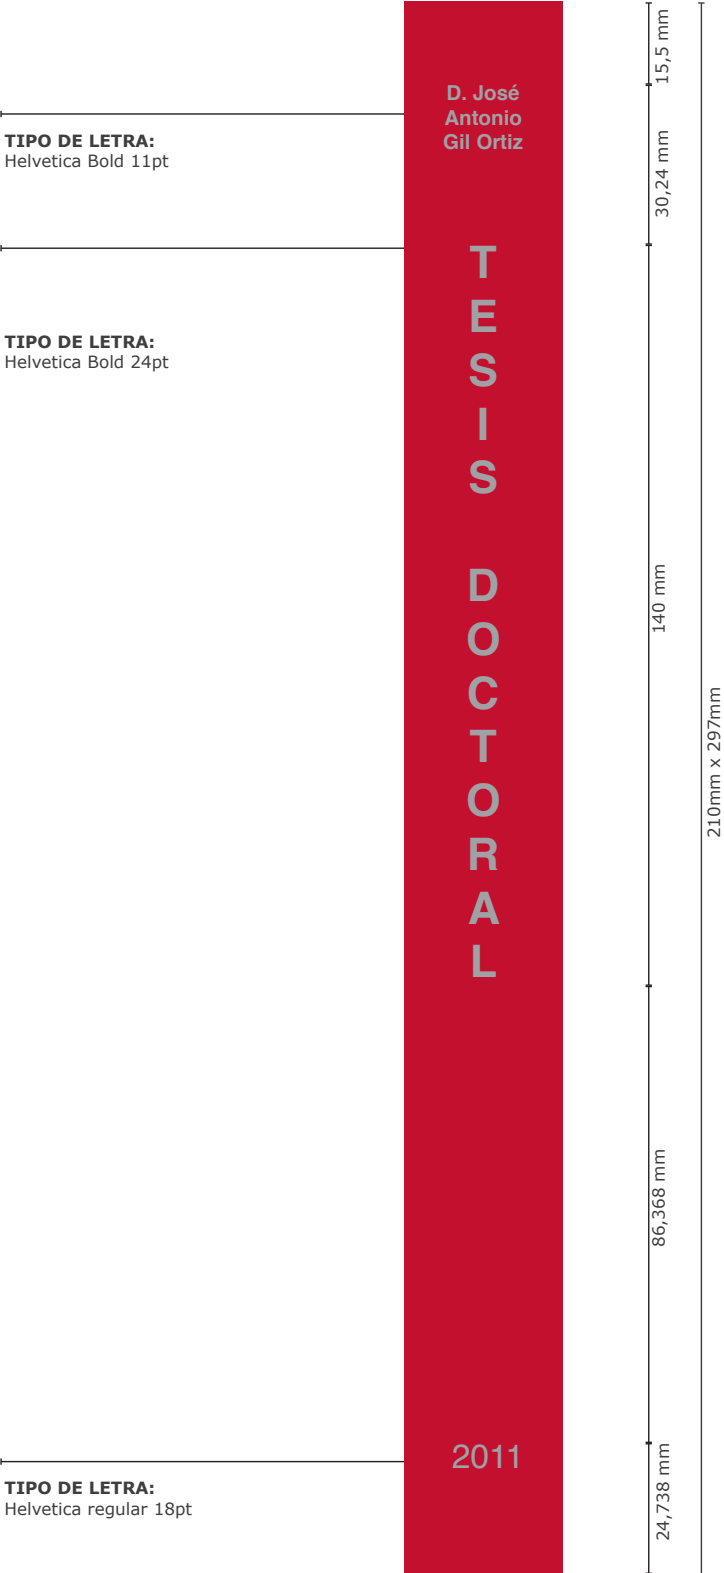 15,5 mm
D. José
Antonio
Gil Ortiz
TIPO DE LETRA:
Helvetica Bold 11pt
30,24 mm
TIPO DE LETRA:
Helvetica Bold 24pt
T
E
S
I
S
D
O
C
T
O
R
A
L
140 mm
210mm x 297mm
86,368 mm
2011
TIPO DE LETRA:
Helvetica regular 18pt
24,738 mm